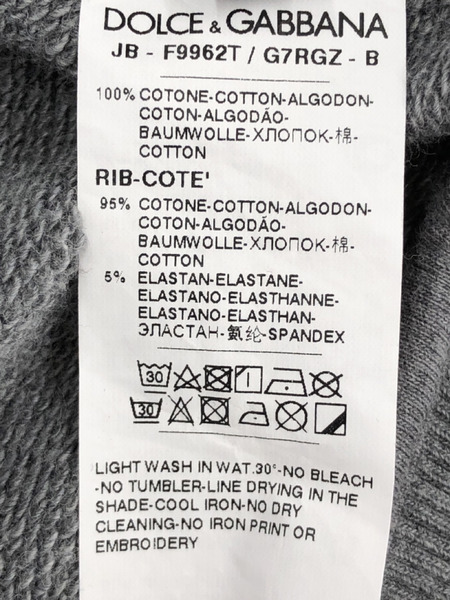 DOLCE & GABBANA
JB - F9962T / G7RGZ - B
100% COTONE-COTTON-ALGODON-
COTON-ALGODÃO-
BAUMWOLLE-ХЛОПОК-棉-
COTTON
RIB-COTE'
95% COTONE-COTTON-ALGODON-
COTON-ALGODÃO-
BAUMWOLLE-ХЛОПОК-棉-
COTTON
5% ELASTAN-ELASTANE-
ELASTANO-ELASTHANNE-
ELASTANO-ELASTHAN-
ЭЛАСТАН-氨纶-SPANDEX
30
30
LIGHT WASH IN WAT.30°-NO BLEACH
-NO TUMBLER-LINE DRYING IN THE
SHADE-COOL IRON-NO DRY
CLEANING-NO IRON PRINT OR
EMBROIDERY